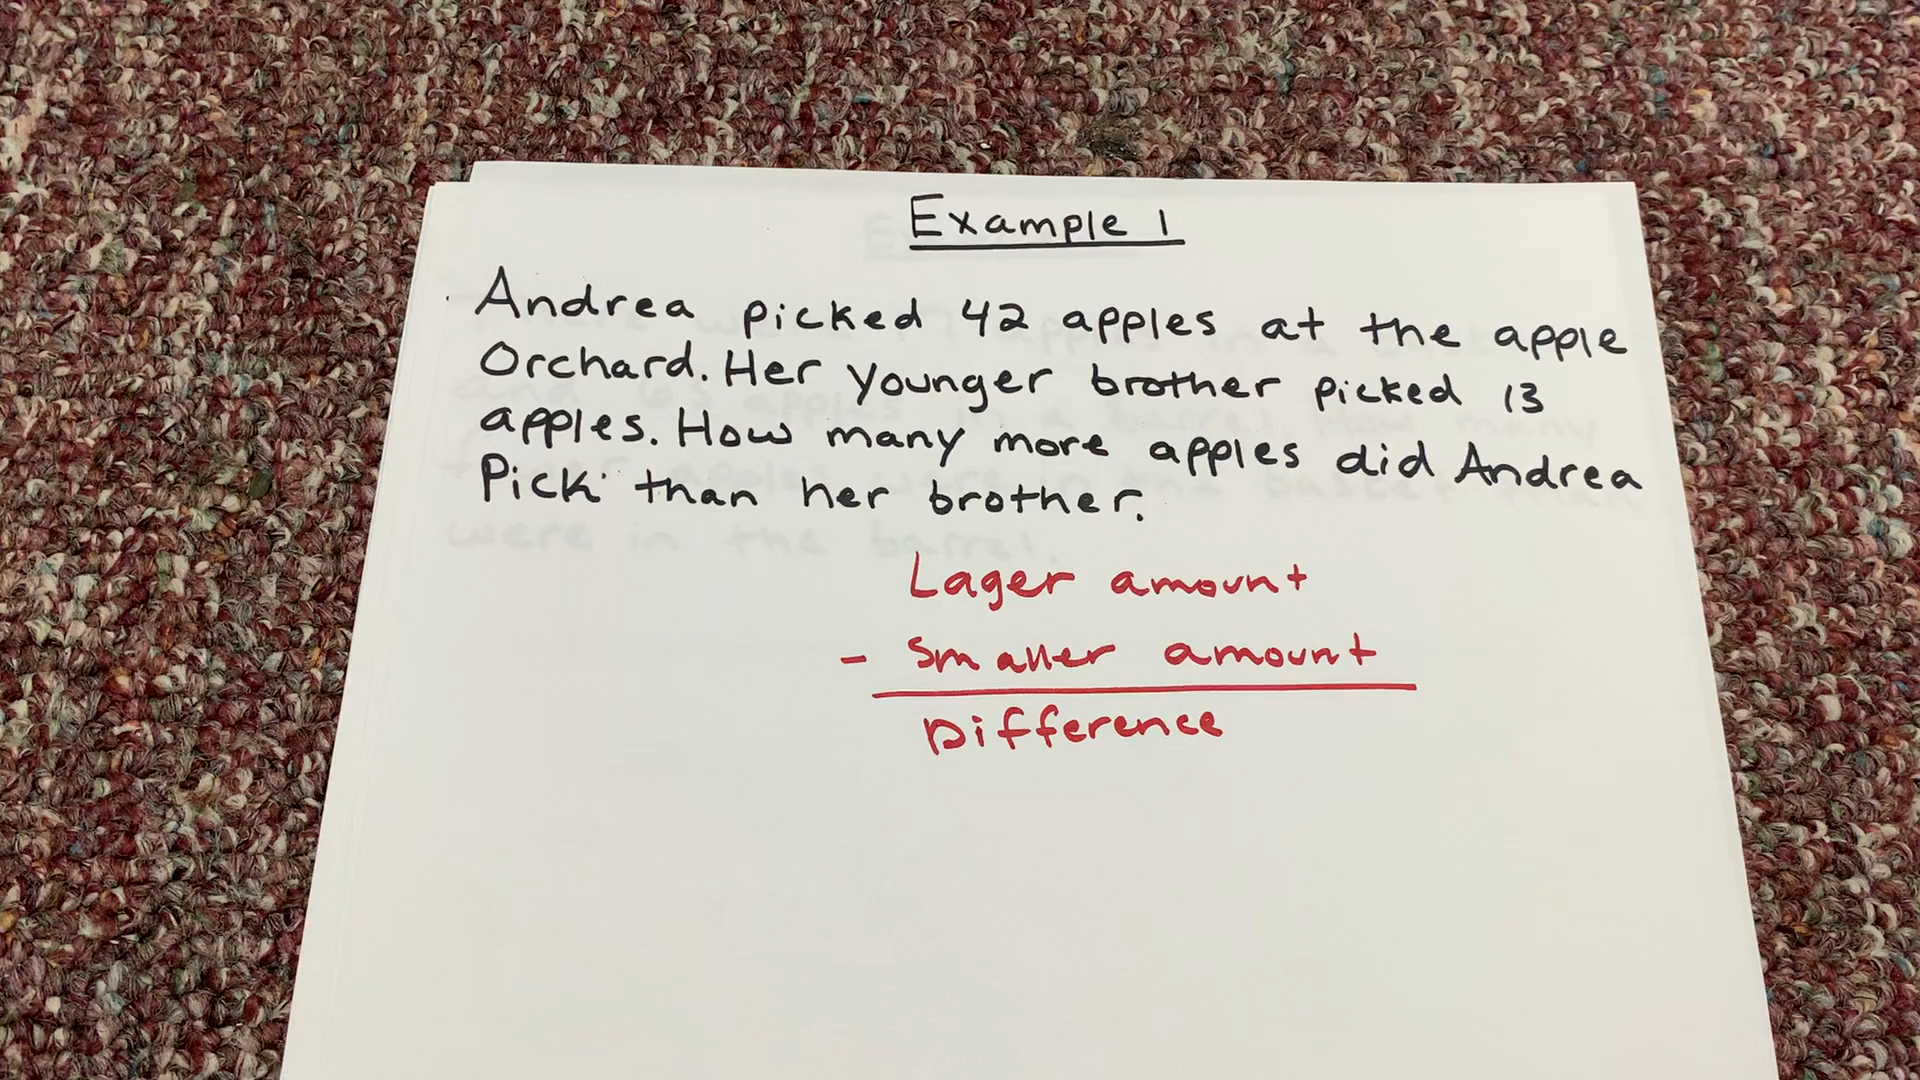 Example 1
Andrea picked 42 apples at the apple
Orchard. Her younger brother picked 13
apples. How many more apples did Andrea
Pick than her brother.
Lager amount
- Smaller amount
Difference